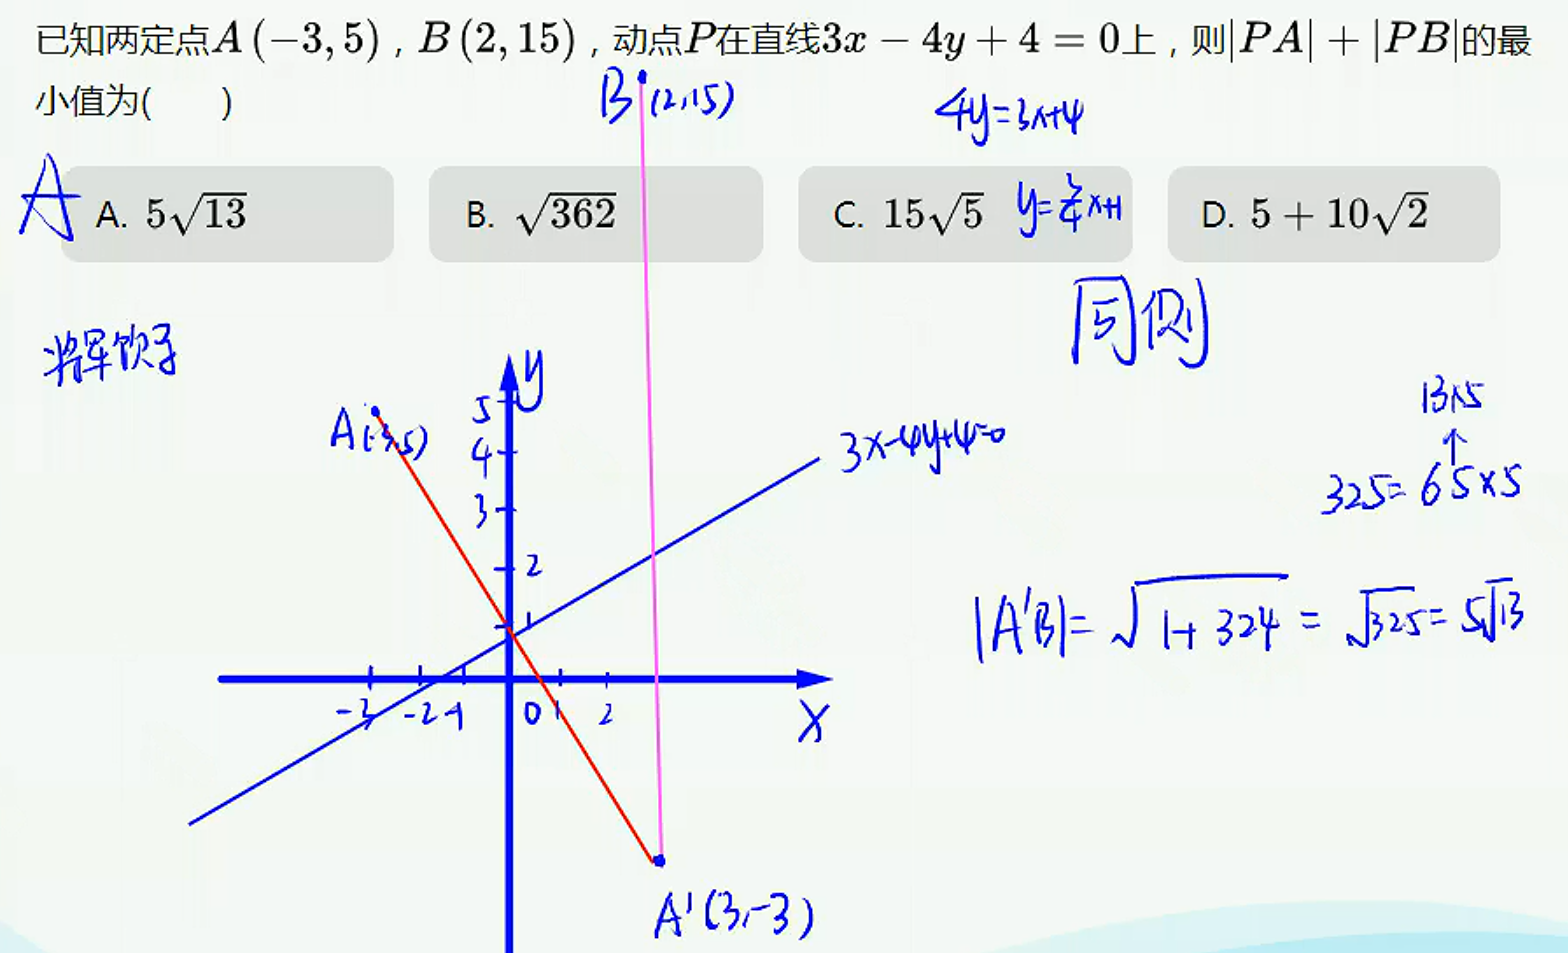 已知两定点A(−3,5),B(2,15),动点P在直线3x − 4y + 4 = 0上,则|PA| + |PB|的最
小值为(  )
B(2,15)
4y=3x+4
A
A. 5√13
B. √362
C. 15√5
y=3/4x+1
D. 5 + 10√2
同侧
将军饮马
y
A(-3,5)
5
4
3
2
1
3x-4y+4=0
13×5
↑
325=65×5
|A'B|=√1+324=√325=5√13
-3 -2 -1 0 1 2
x
A'(3,-3)